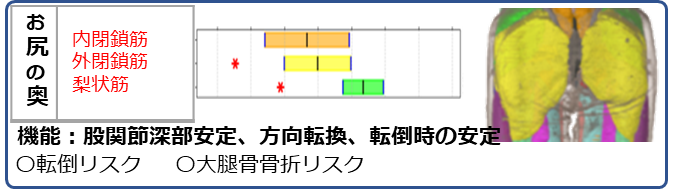 お尻の奥
内閉鎖筋
外閉鎖筋
梨状筋
機能：股関節深部安定、方向転換、転倒時の安定
〇転倒リスク　〇大腿骨骨折リスク